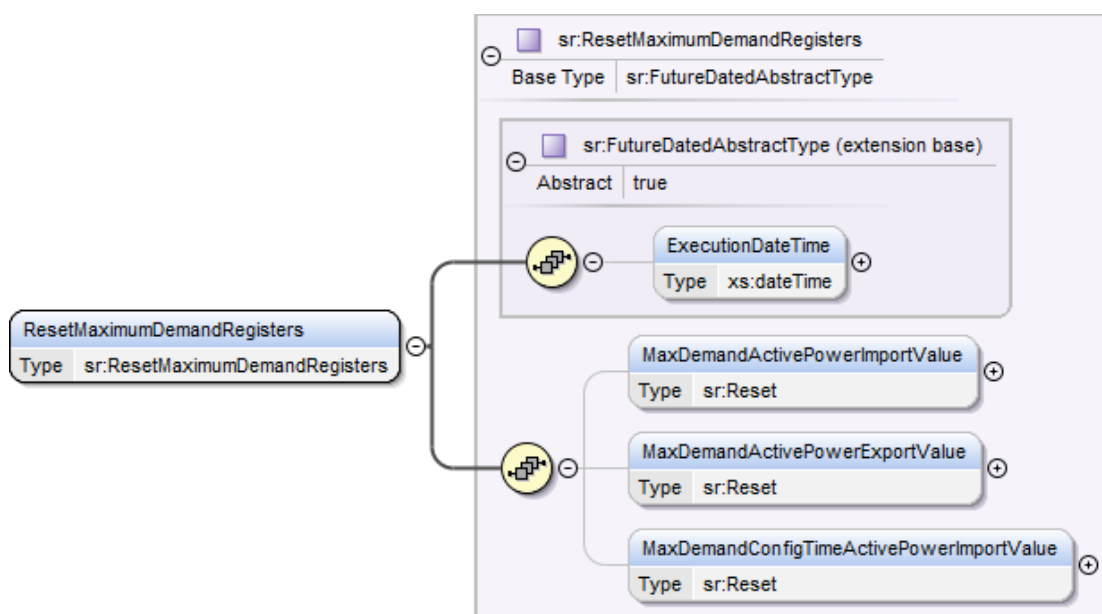 sr:ResetMaximumDemandRegisters
Base Type sr:FutureDatedAbstractType
sr:FutureDatedAbstractType (extension base)
Abstract true
ExecutionDateTime
Type xs:dateTime
ResetMaximumDemandRegisters
Type sr:ResetMaximumDemandRegisters
MaxDemandActivePowerImportValue
Type sr:Reset
MaxDemandActivePowerExportValue
Type sr:Reset
MaxDemandConfigTimeActivePowerImportValue
Type sr:Reset